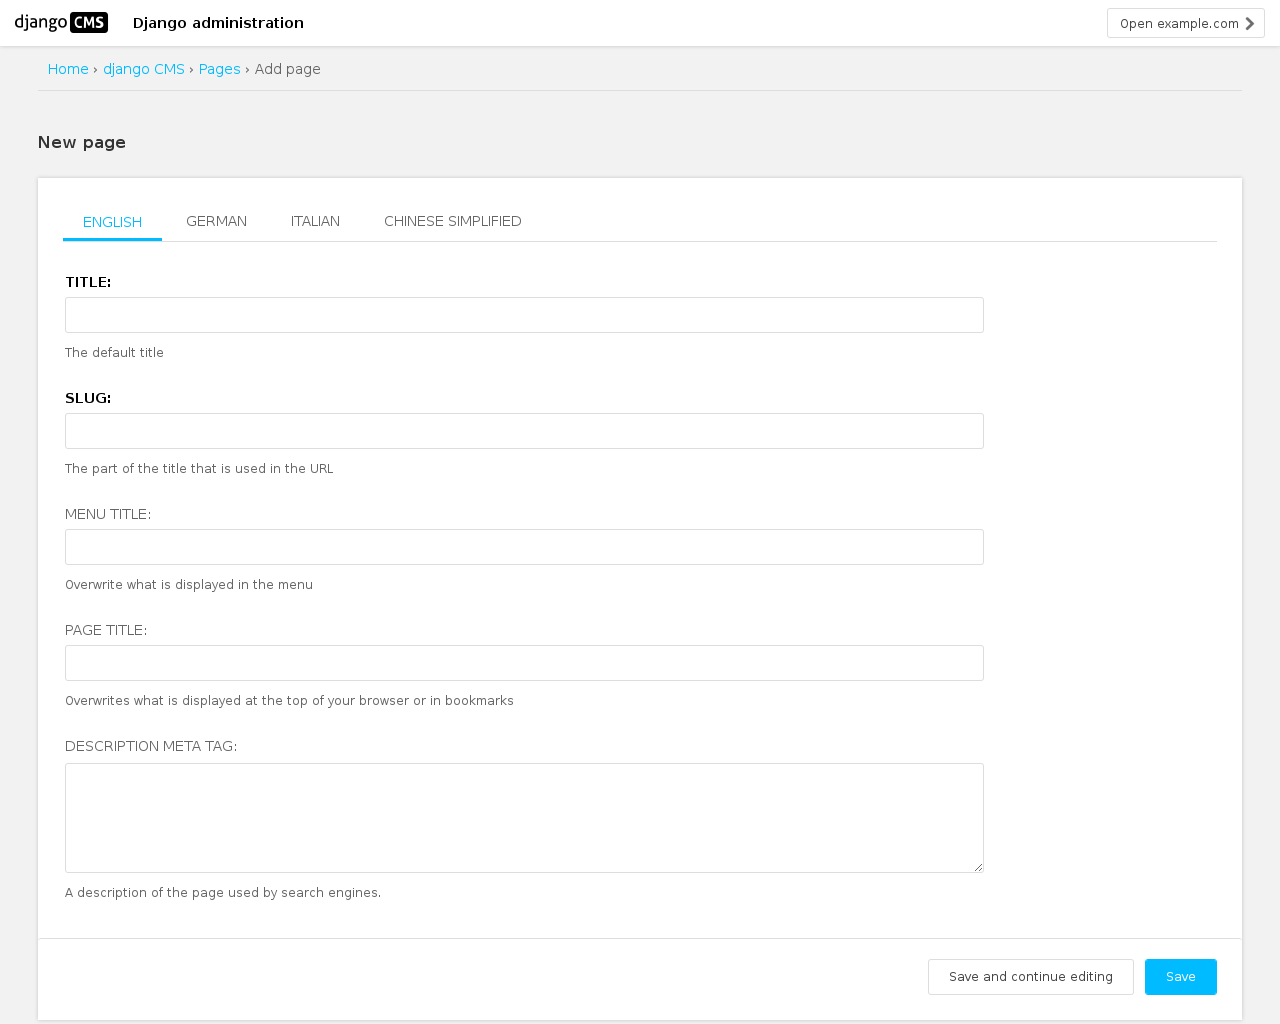 django CMS Django administration Open example.com
Home › django CMS › Pages › Add page
New page
ENGLISH GERMAN ITALIAN CHINESE SIMPLIFIED
TITLE:
The default title
SLUG:
The part of the title that is used in the URL
MENU TITLE:
Overwrite what is displayed in the menu
PAGE TITLE:
Overwrites what is displayed at the top of your browser or in bookmarks
DESCRIPTION META TAG:
A description of the page used by search engines.
Save and continue editing Save